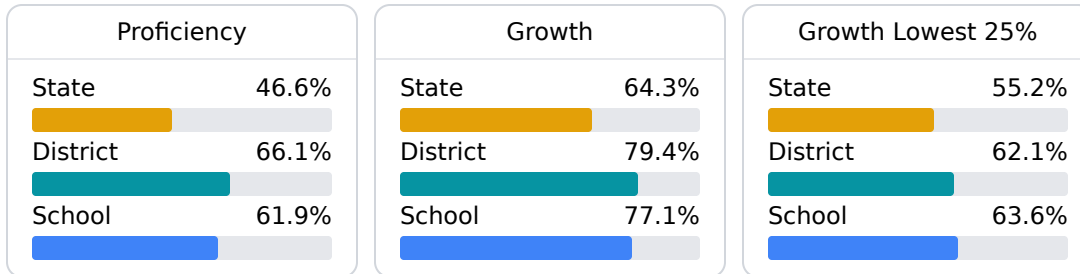 Proficiency
State 46.6%
District 66.1%
School 61.9%
Growth
State 64.3%
District 79.4%
School 77.1%
Growth Lowest 25%
State 55.2%
District 62.1%
School 63.6%